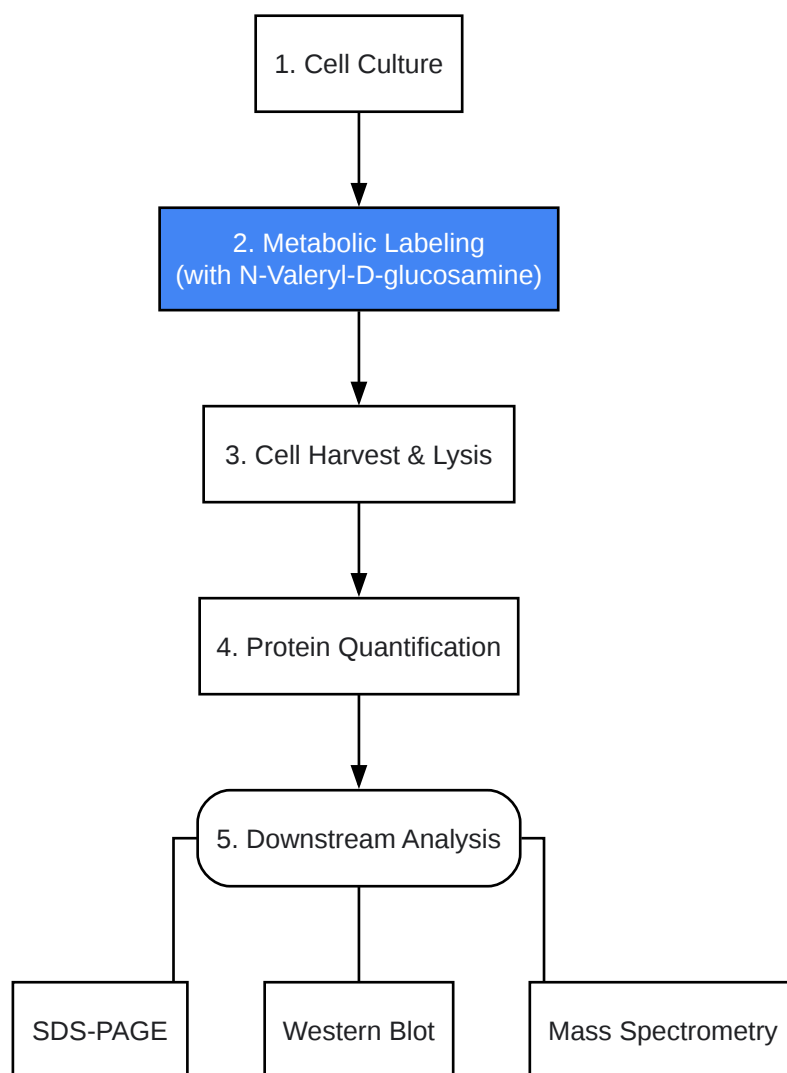 1. Cell Culture
2. Metabolic Labeling
(with N-Valeryl-D-glucosamine)
3. Cell Harvest & Lysis
4. Protein Quantification
5. Downstream Analysis
SDS-PAGE
Western Blot
Mass Spectrometry